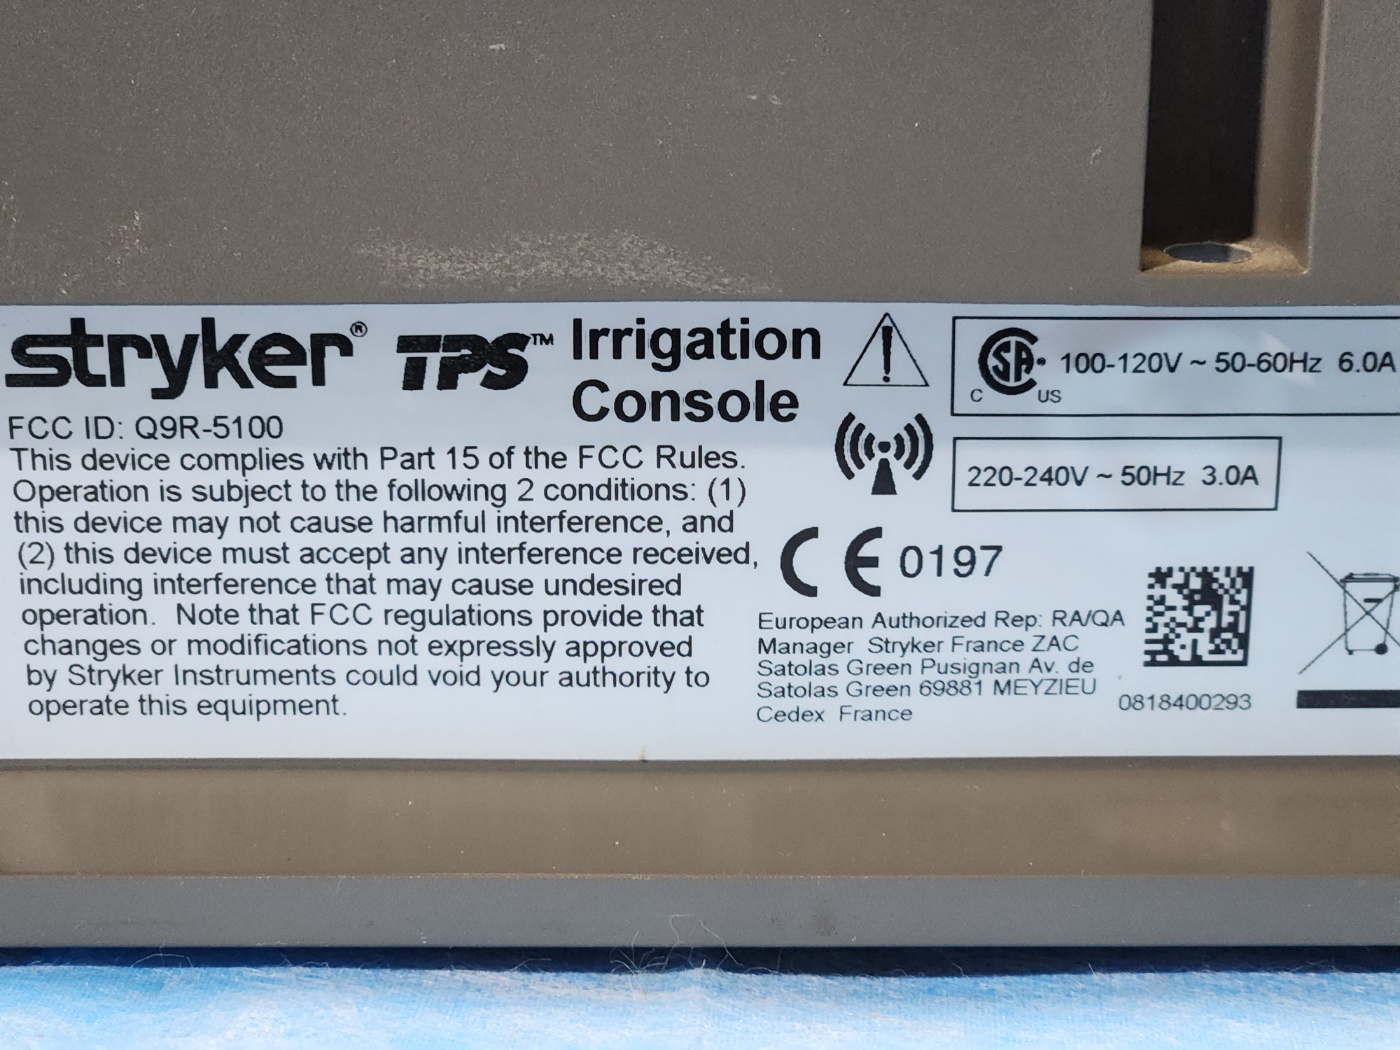 stryker® TPS™ Irrigation
Console
FCC ID: Q9R-5100
This device complies with Part 15 of the FCC Rules.
Operation is subject to the following 2 conditions: (1)
this device may not cause harmful interference, and
(2) this device must accept any interference received,
including interference that may cause undesired
operation. Note that FCC regulations provide that
changes or modifications not expressly approved
by Stryker Instruments could void your authority to
operate this equipment.
CSA® C US 100-120V ~ 50-60Hz 6.0A
220-240V ~ 50Hz 3.0A
CE 0197
European Authorized Rep: RA/QA
Manager Stryker France ZAC
Satolas Green Pusignan Av. de
Satolas Green 69881 MEYZIEU
Cedex France
0818400293